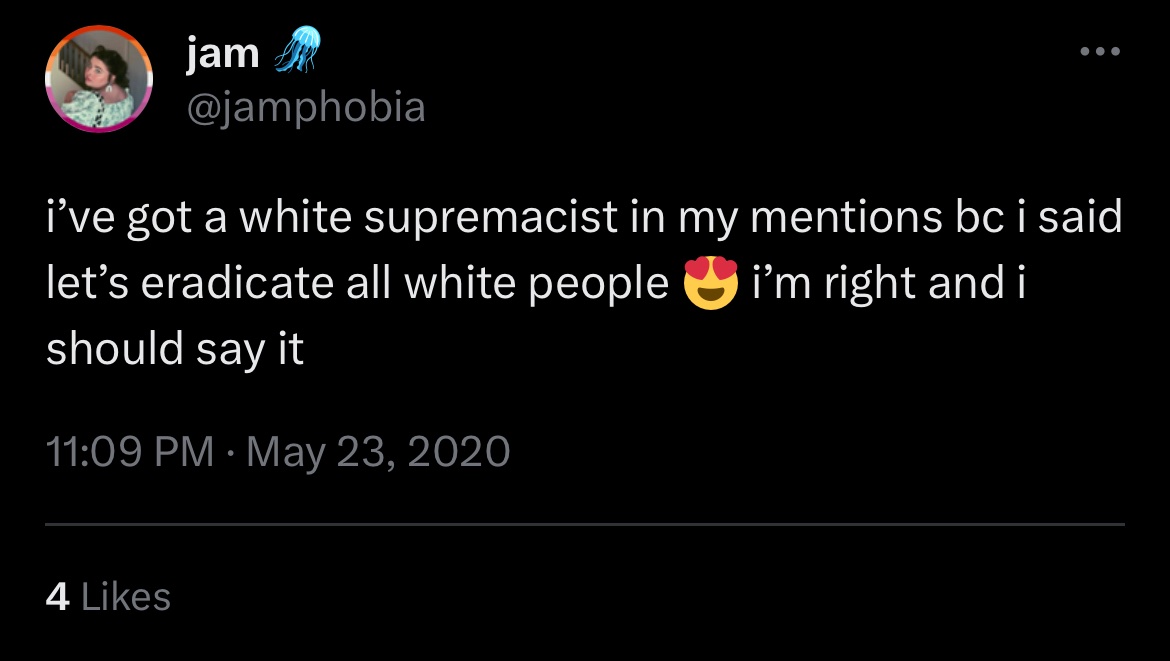 jam 🪼
@jamphobia
i’ve got a white supremacist in my mentions bc i said
let’s eradicate all white people 😍 i’m right and i
should say it
11:09 PM · May 23, 2020
4 Likes